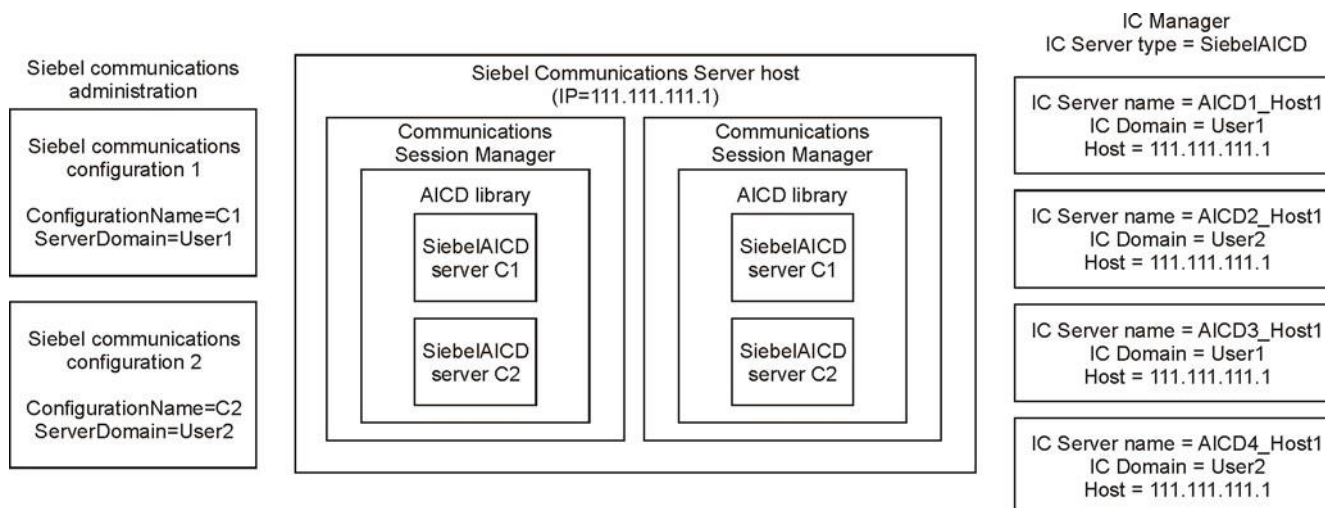 Siebel communications
administration
Siebel communications
configuration 1
ConfigurationName=C1
ServerDomain=User1
Siebel communications
configuration 2
ConfigurationName=C2
ServerDomain=User2
Siebel Communications Server host
(IP=111.111.111.1)
Communications
Session Manager
AICD library
SiebelAICD
server C1
SiebelAICD
server C2
Communications
Session Manager
AICD library
SiebelAICD
server C1
SiebelAICD
server C2
IC Manager
IC Server type = SiebelAICD
IC Server name = AICD1_Host1
IC Domain = User1
Host = 111.111.111.1
IC Server name = AICD2_Host1
IC Domain = User2
Host = 111.111.111.1
IC Server name = AICD3_Host1
IC Domain = User1
Host = 111.111.111.1
IC Server name = AICD4_Host1
IC Domain = User2
Host = 111.111.111.1